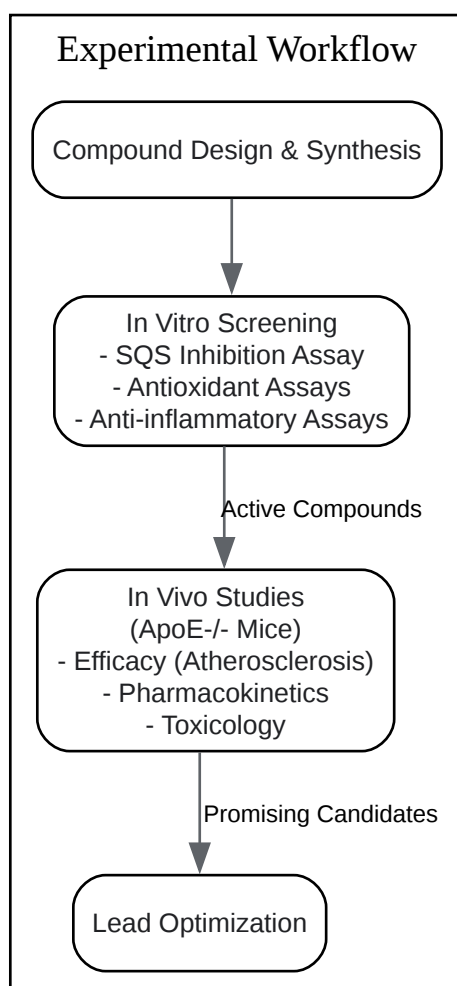 Experimental Workflow
Compound Design & Synthesis
In Vitro Screening
- SQS Inhibition Assay
- Antioxidant Assays
- Anti-inflammatory Assays
Active Compounds
In Vivo Studies
(ApoE-/- Mice)
- Efficacy (Atherosclerosis)
- Pharmacokinetics
- Toxicology
Promising Candidates
Lead Optimization